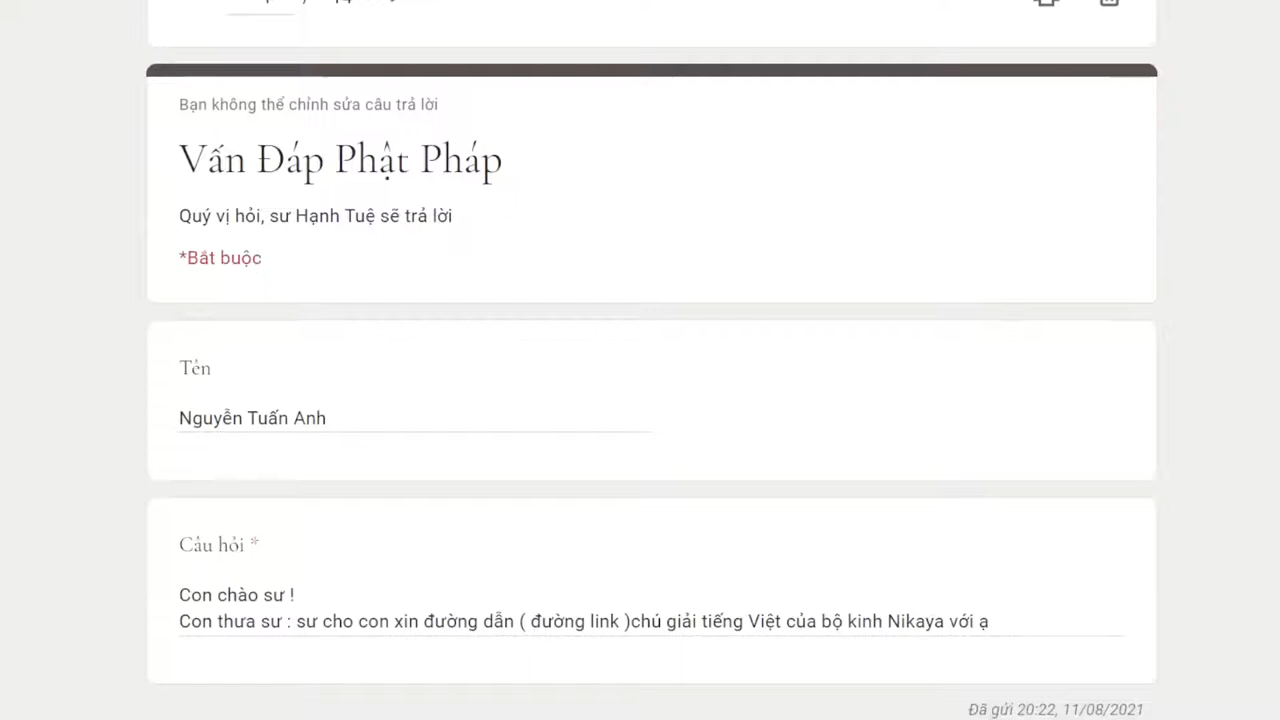 Bạn không thể chỉnh sửa câu trả lời
Vấn Đáp Phật Pháp
Quý vị hỏi, sư Hạnh Tuệ sẽ trả lời
*Bắt buộc
Tên
Nguyễn Tuấn Anh
Câu hỏi *
Con chào sư !
Con thưa sư : sư cho con xin đường dẫn ( đường link )chú giải tiếng Việt của bộ kinh Nikaya với ạ
Đã gửi 20:22, 11/08/2021